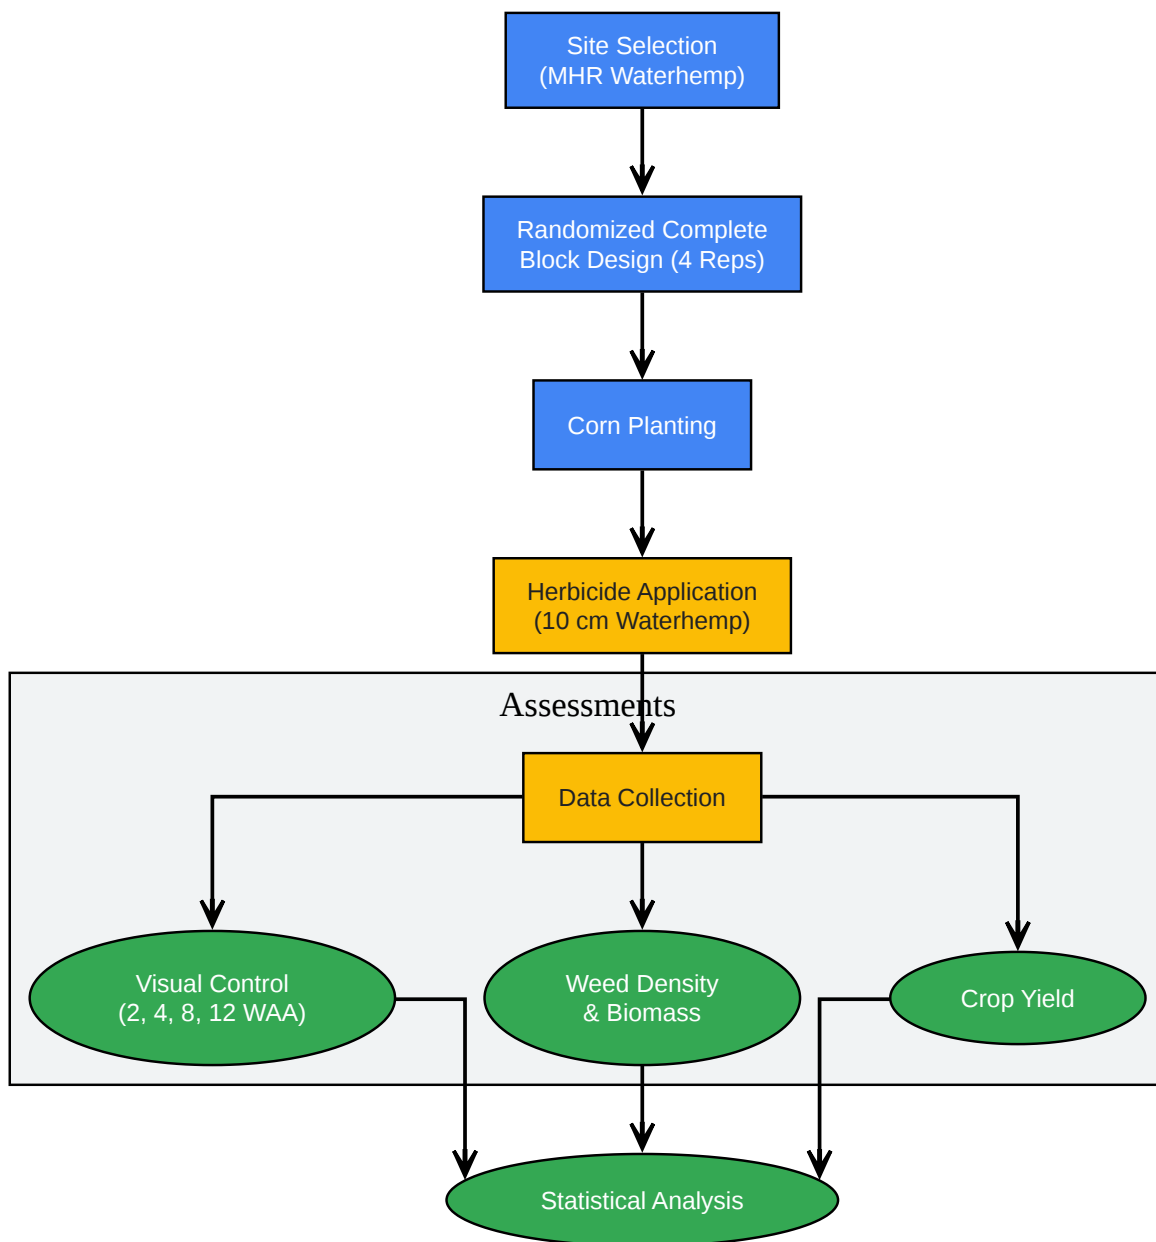 Site Selection
(MHR Waterhemp)
Randomized Complete
Block Design (4 Reps)
Corn Planting
Herbicide Application
(10 cm Waterhemp)
Assessments
Data Collection
Visual Control
(2, 4, 8, 12 WAA)
Weed Density
& Biomass
Crop Yield
Statistical Analysis